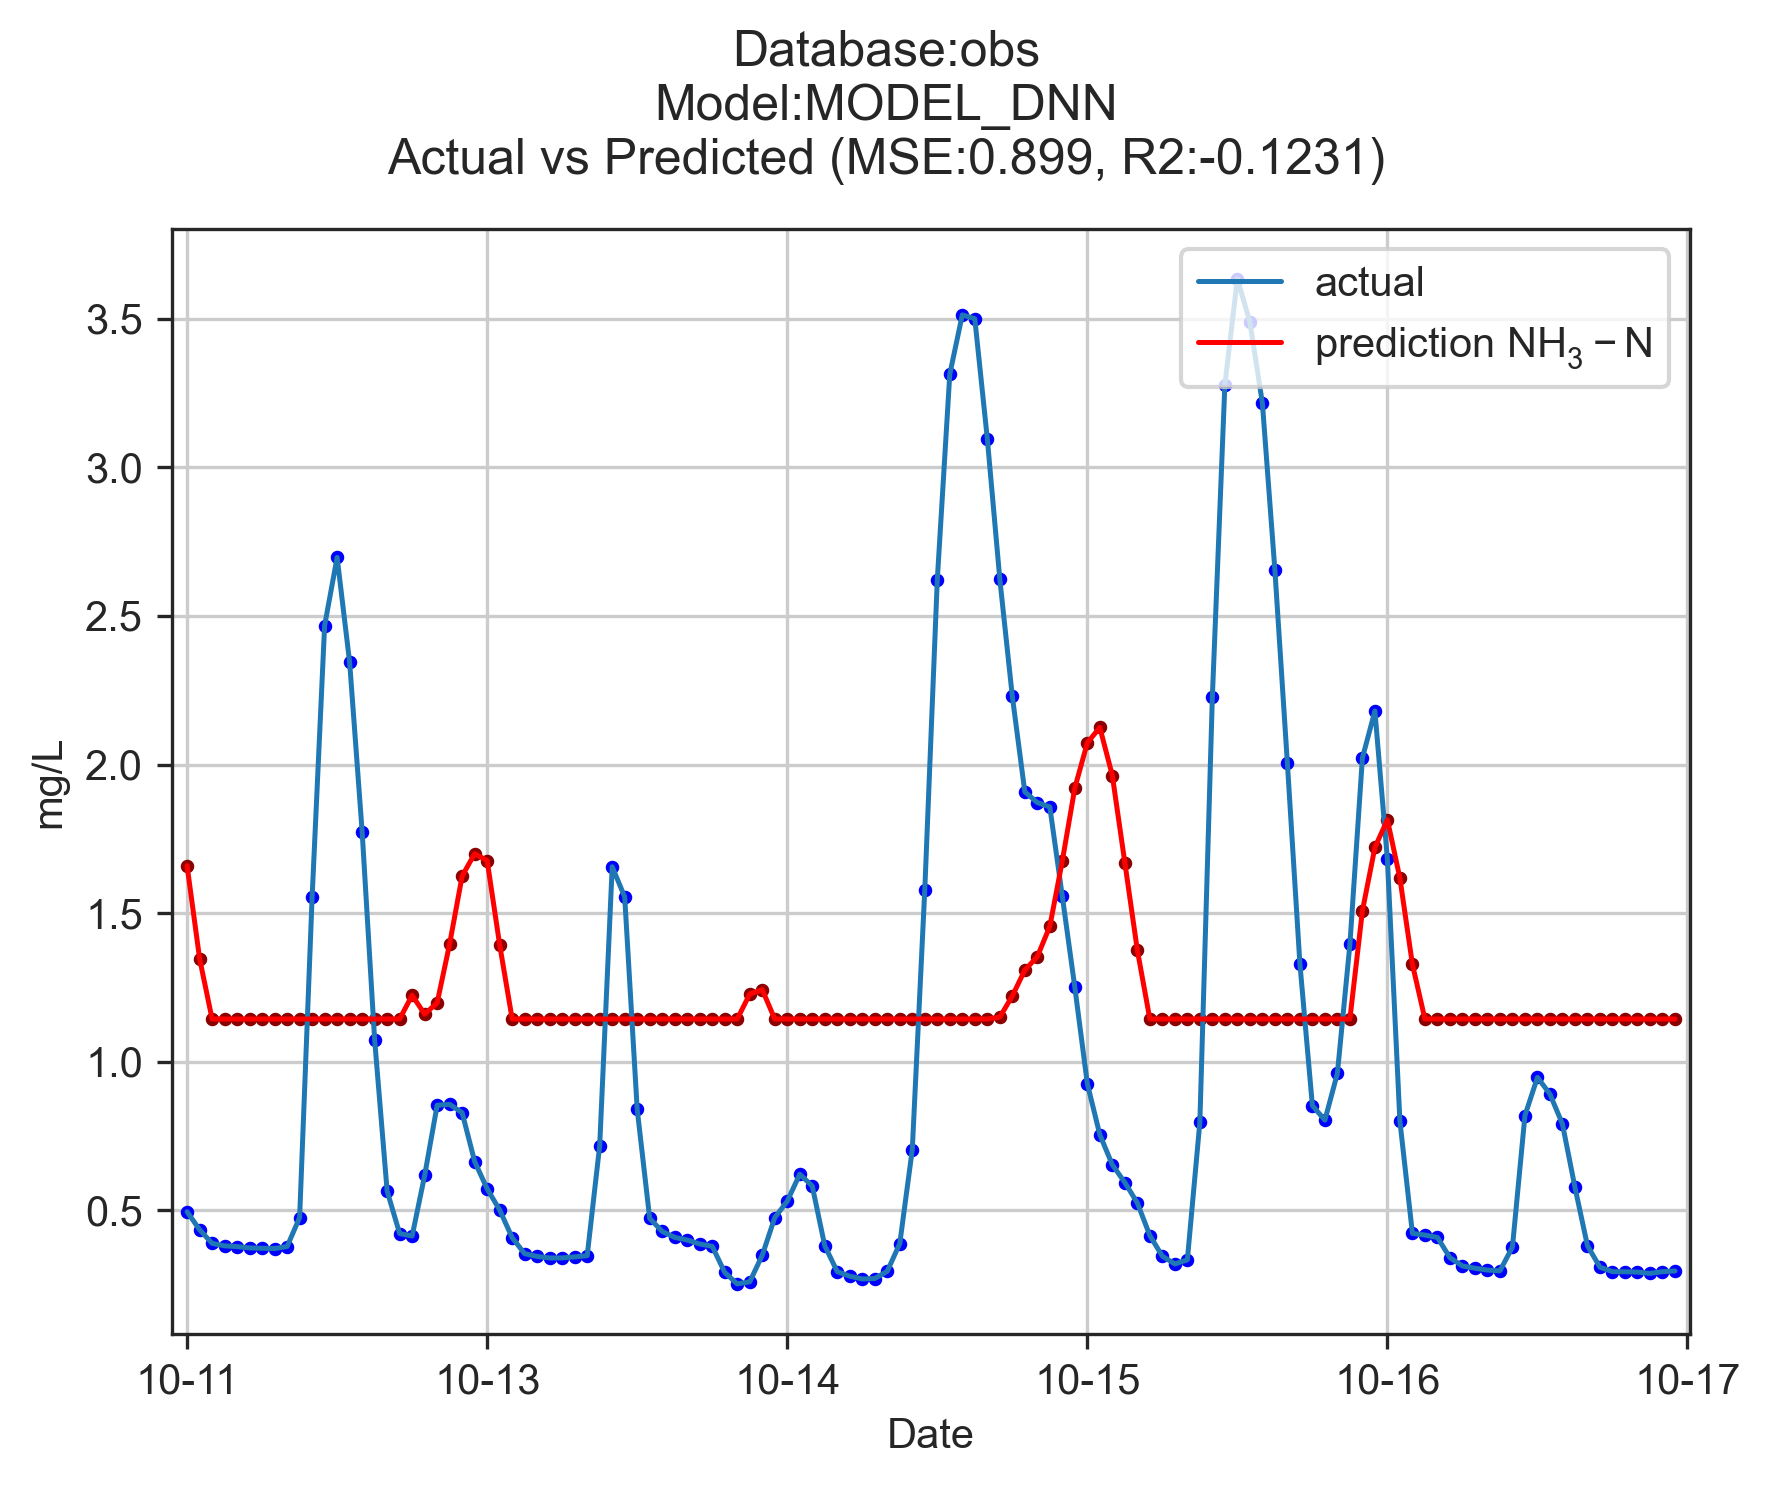 Database:obs
Model:MODEL_DNN
Actual vs Predicted (MSE:0.899, R2:-0.1231)
actual
prediction NH₃ − N
3.5
3.0
2.5
2.0
1.5
1.0
0.5
mg/L
10-11 10-13 10-14 10-15 10-16 10-17
Date